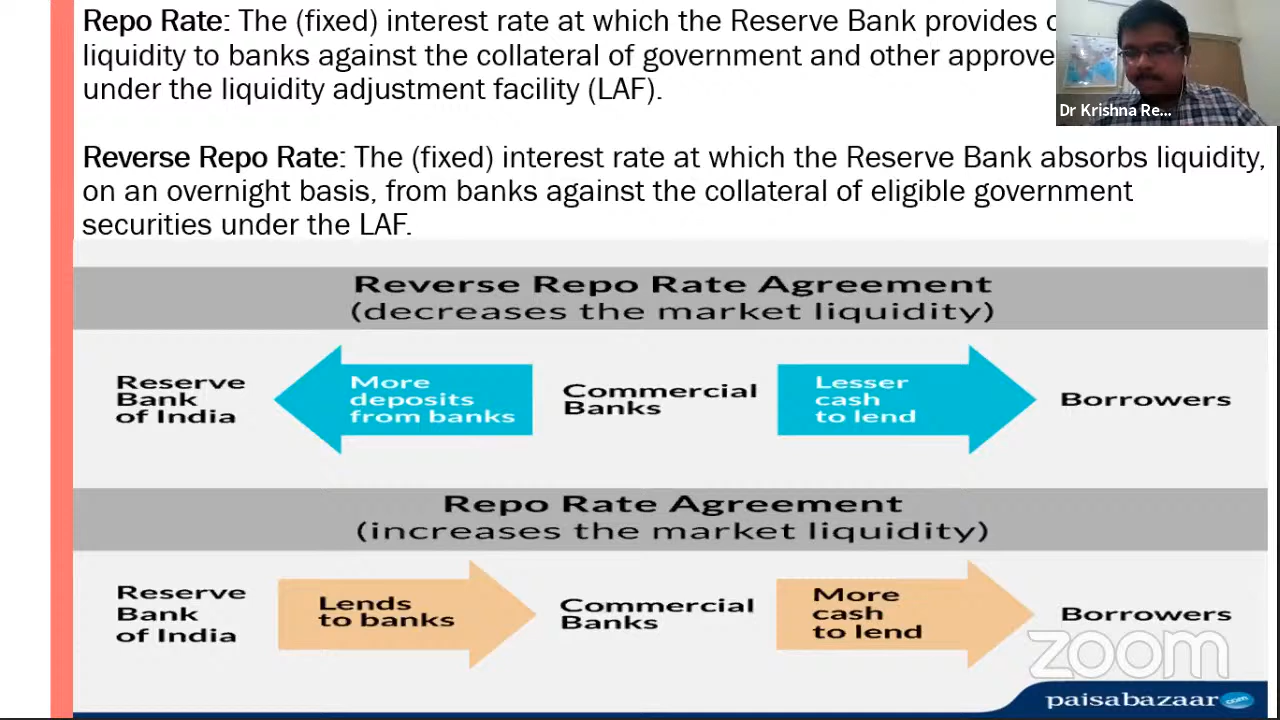 Repo Rate: The (fixed) interest rate at which the Reserve Bank provides
liquidity to banks against the collateral of government and other
under the liquidity adjustment facility (LAF).
Dr Krishna Re...
Reverse Repo Rate: The (fixed) interest rate at which the Reserve Bank absorbs liquidity,
on an overnight basis, from banks against the collateral of eligible government
securities under the LAF.
Reverse Repo Rate Agreement
(decreases the market liquidity)
Reserve
Bank
of India
More
deposits
from banks
Commercial
Banks
Lesser
cash
to lend
Borrowers
Repo Rate Agreement
(increases the market liquidity)
Reserve
Bank
of India
Lends
to banks
Commercial
Banks
More
cash
to lend
Borrowers
zoom
paisabazaar.com